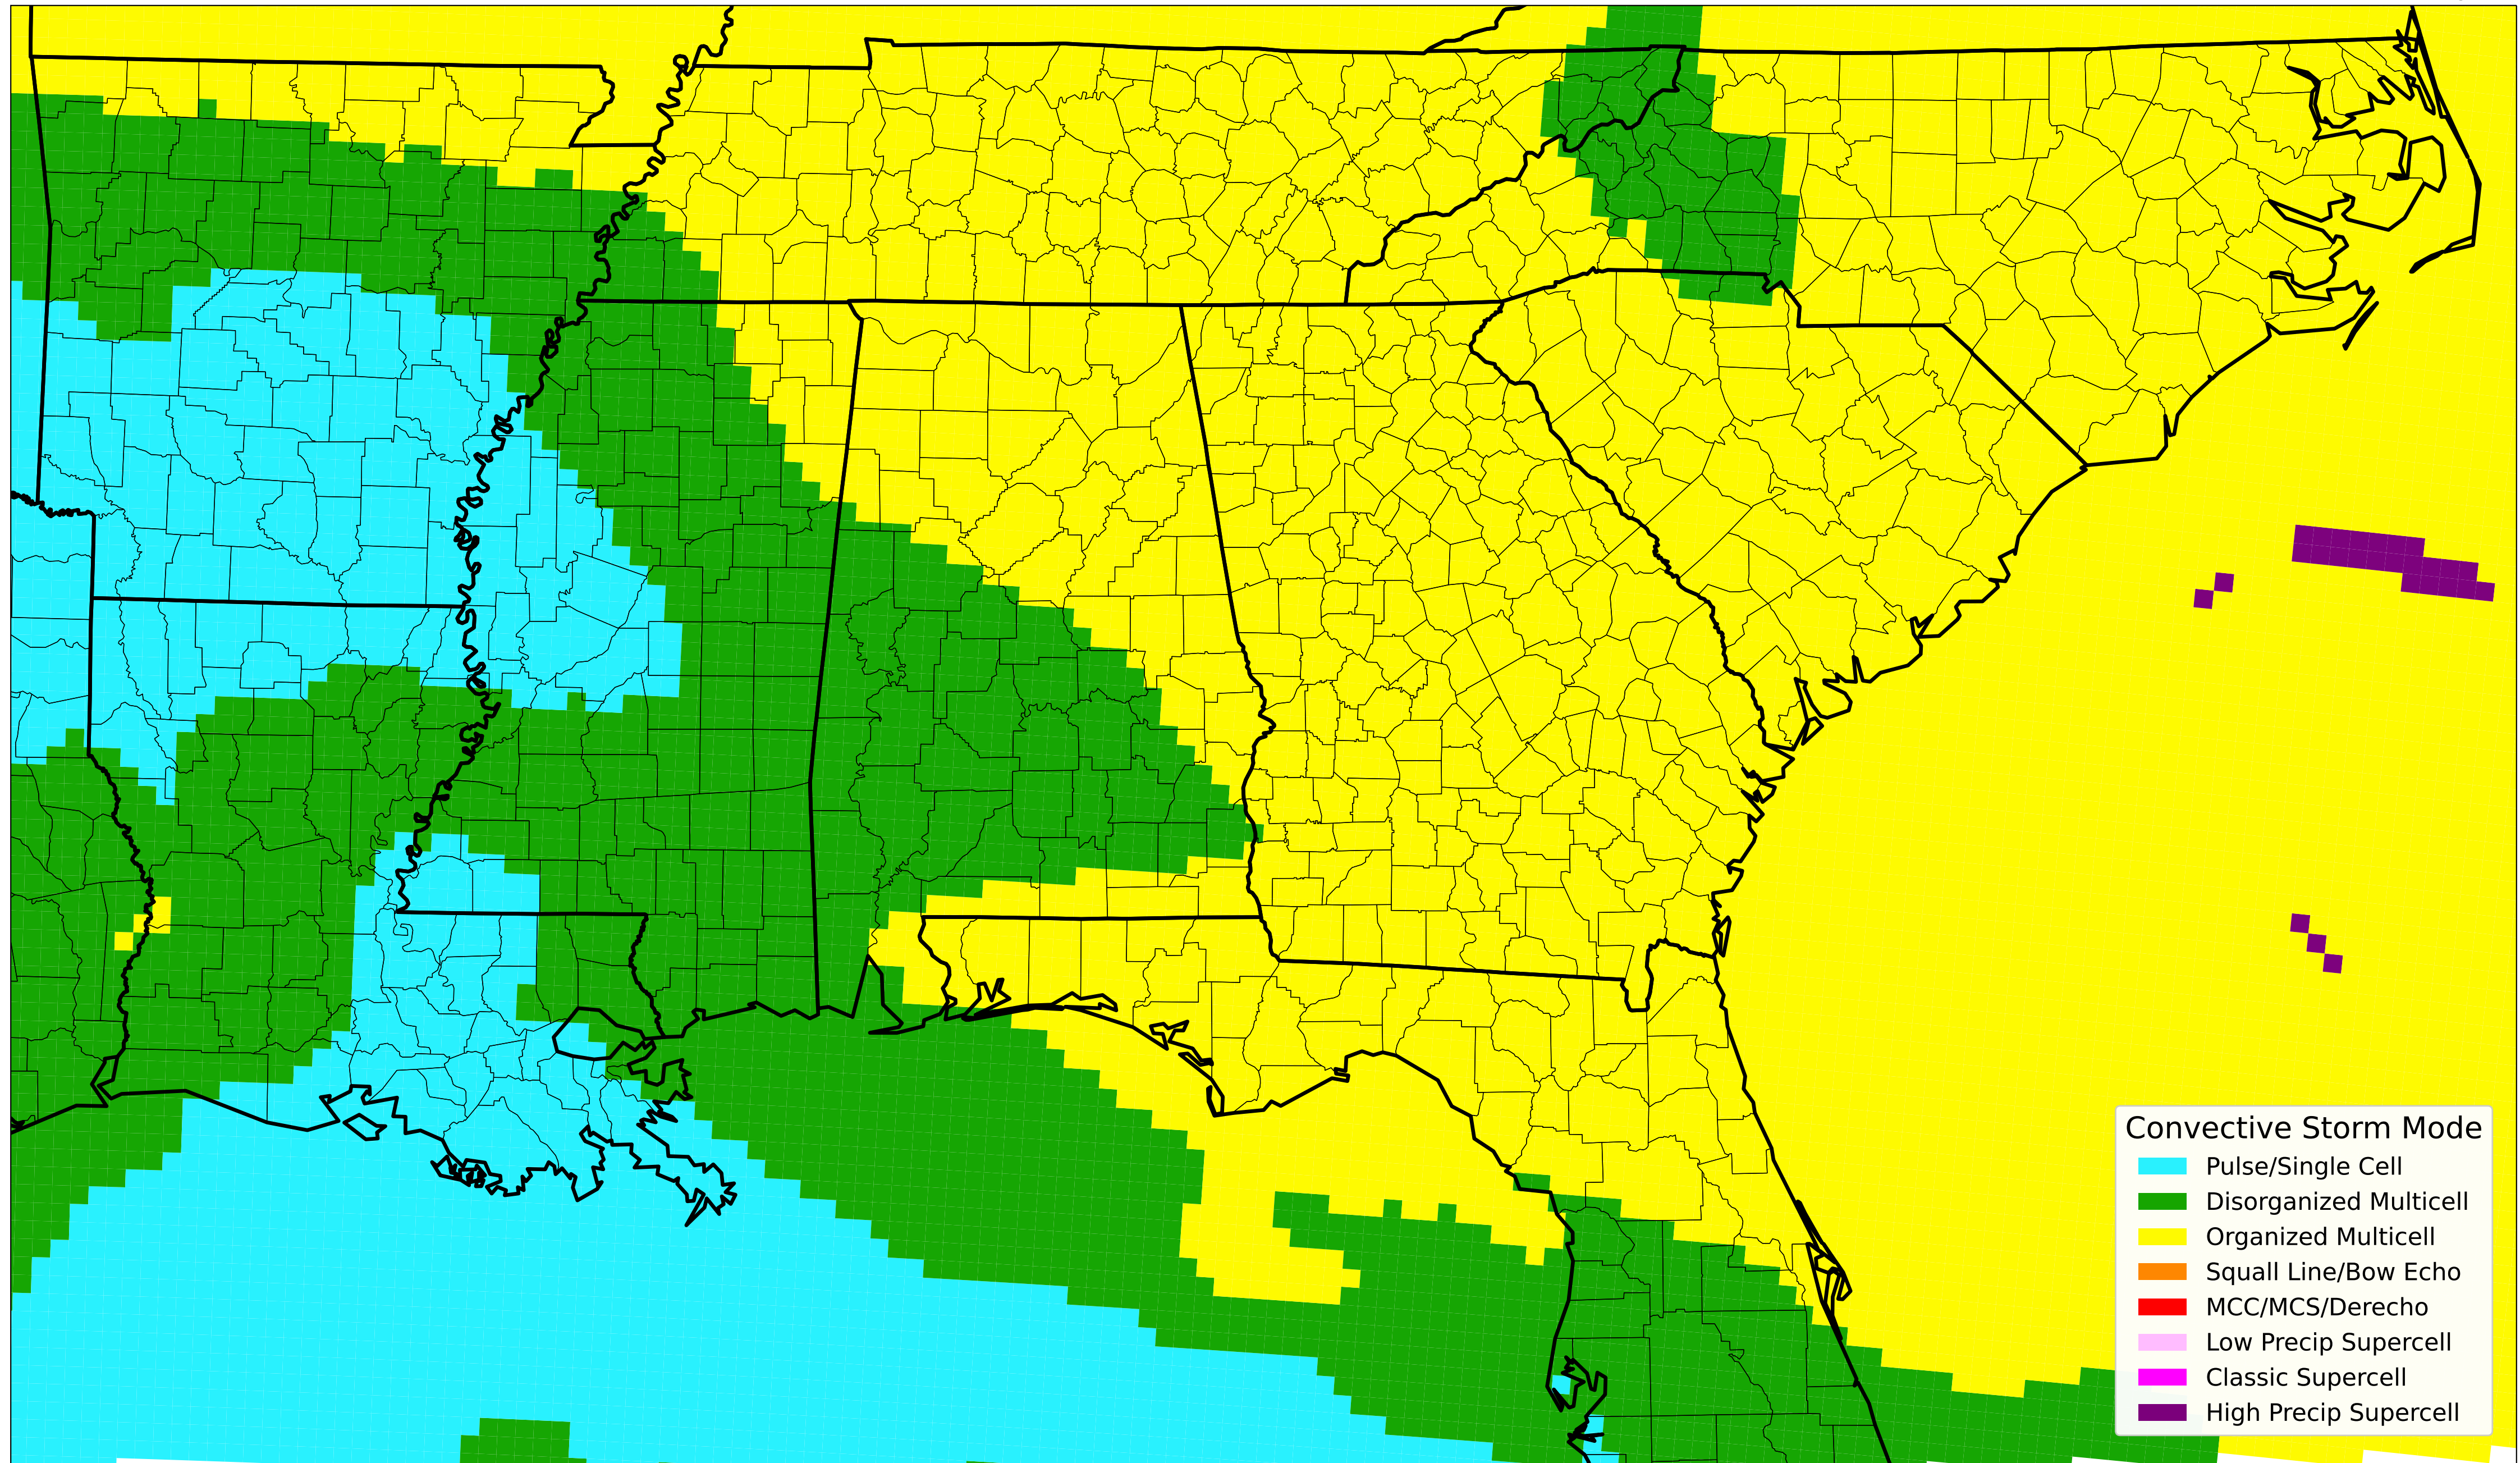 Convective Storm Mode
Pulse/Single Cell
Disorganized Multicell
Organized Multicell
Squall Line/Bow Echo
MCC/MCS/Derecho
Low Precip Supercell
Classic Supercell
High Precip Supercell